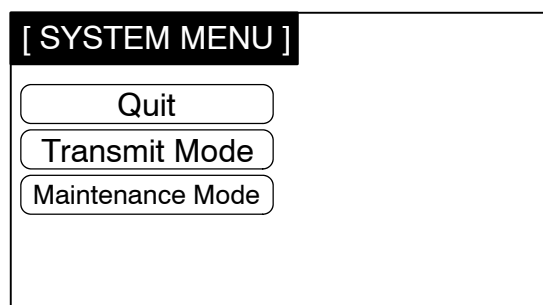 [ SYSTEM MENU ]
Quit
Transmit Mode
Maintenance Mode